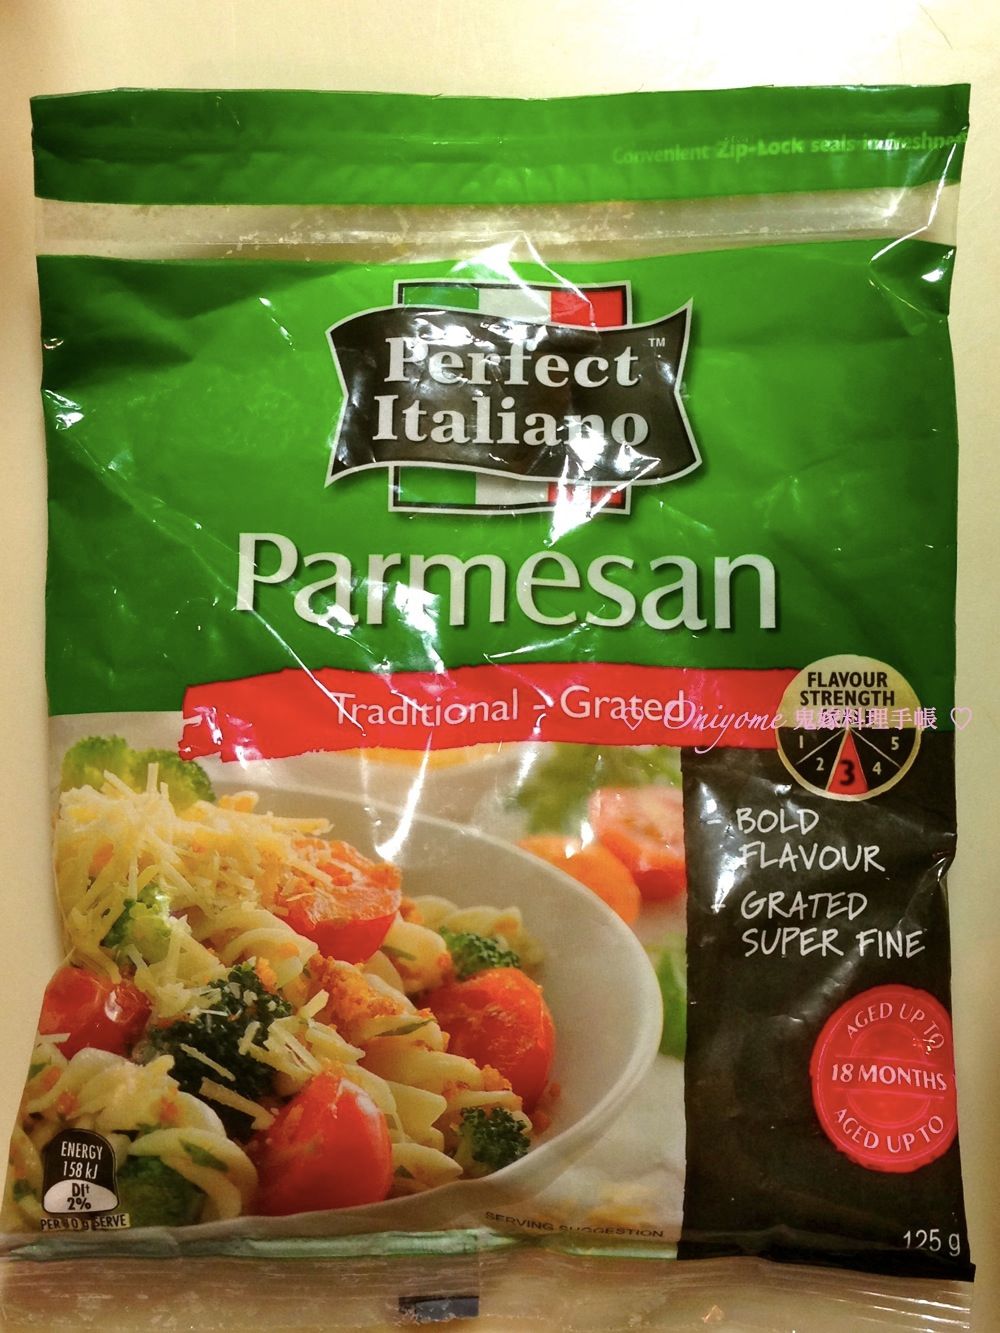 Convenient Zip-Lock seals in freshness
Perfect ™
Italiano
Parmesan
Traditional - Grated
♡ Oniyome 鬼嫁料理手帳 ♡
FLAVOUR
STRENGTH
1 2 3 4 5
- BOLD
FLAVOUR
- GRATED
SUPER FINE
AGED UP TO
18 MONTHS
AGED UP TO
ENERGY
158 kJ
DI†
2%
PER 10 g SERVE
SERVING SUGGESTION
125 g